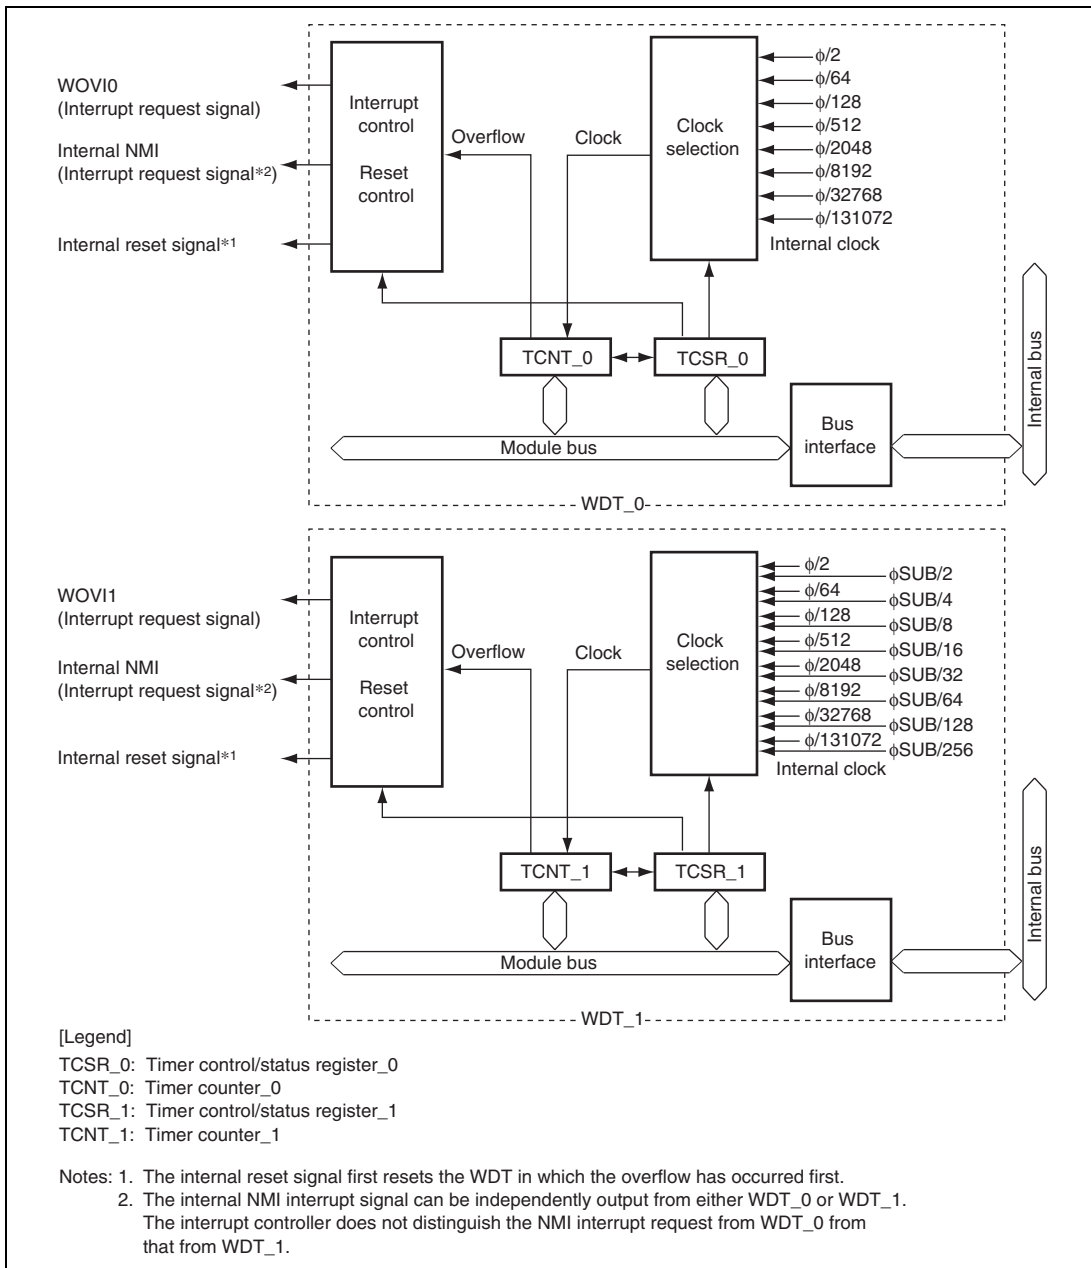 WOVI0
(Interrupt request signal)
Internal NMI
(Interrupt request signal*2)
Internal reset signal*1
Interrupt
control
Reset
control
Overflow
Clock
Clock
selection
ϕ/2
ϕ/64
ϕ/128
ϕ/512
ϕ/2048
ϕ/8192
ϕ/32768
ϕ/131072
Internal clock
TCNT_0
TCSR_0
Module bus
Bus
interface
Internal bus
WDT_0
WOVI1
(Interrupt request signal)
Internal NMI
(Interrupt request signal*2)
Internal reset signal*1
Interrupt
control
Reset
control
Overflow
Clock
Clock
selection
ϕ/2
ϕSUB/2
ϕ/64
ϕSUB/4
ϕ/128
ϕSUB/8
ϕ/512
ϕSUB/16
ϕ/2048
ϕSUB/32
ϕ/8192
ϕSUB/64
ϕ/32768
ϕSUB/128
ϕ/131072
ϕSUB/256
Internal clock
TCNT_1
TCSR_1
Module bus
Bus
interface
Internal bus
WDT_1
[Legend]
TCSR_0: Timer control/status register_0
TCNT_0: Timer counter_0
TCSR_1: Timer control/status register_1
TCNT_1: Timer counter_1
Notes: 1. The internal reset signal first resets the WDT in which the overflow has occurred first.
2. The internal NMI interrupt signal can be independently output from either WDT_0 or WDT_1.
The interrupt controller does not distinguish the NMI interrupt request from WDT_0 from
that from WDT_1.